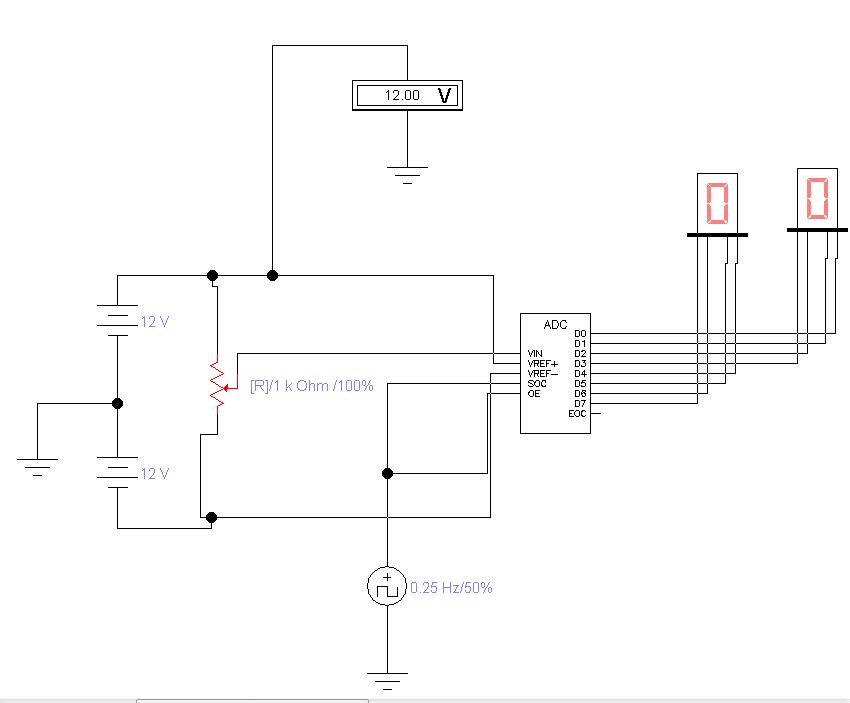 12.00 V
0
0
12 V
ADC
D0
D1
VIN D2
VREF+ D3
VREF− D4
SOC D5
OE D6
D7
EOC
[R]/1 k Ohm /100%
12 V
0.25 Hz/50%